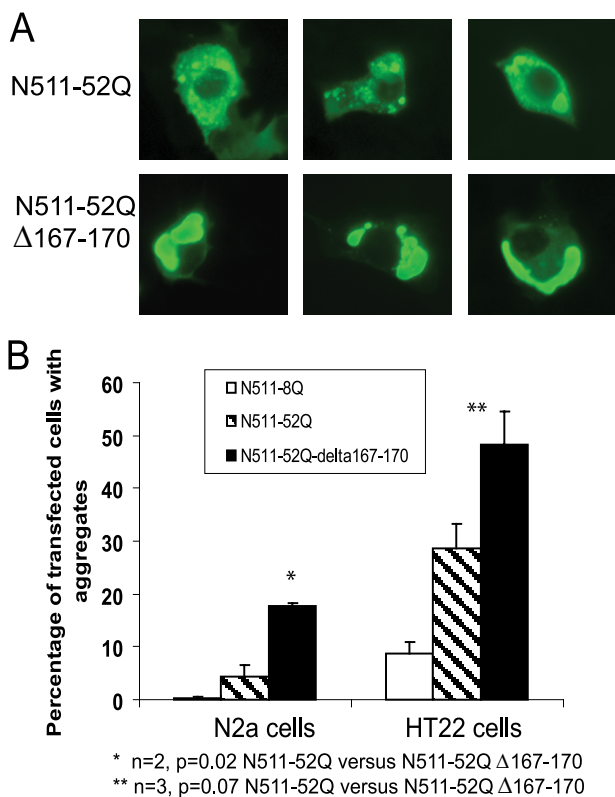 A
N511-52Q
N511-52Q
Δ167-170
B
Percentage of transfected cells with
aggregates
60
50
40
30
20
10
0
N511-8Q
N511-52Q
N511-52Q-delta167-170
*
**
N2a cells
HT22 cells
* n=2, p=0.02 N511-52Q versus N511-52Q Δ167-170
** n=3, p=0.07 N511-52Q versus N511-52Q Δ167-170